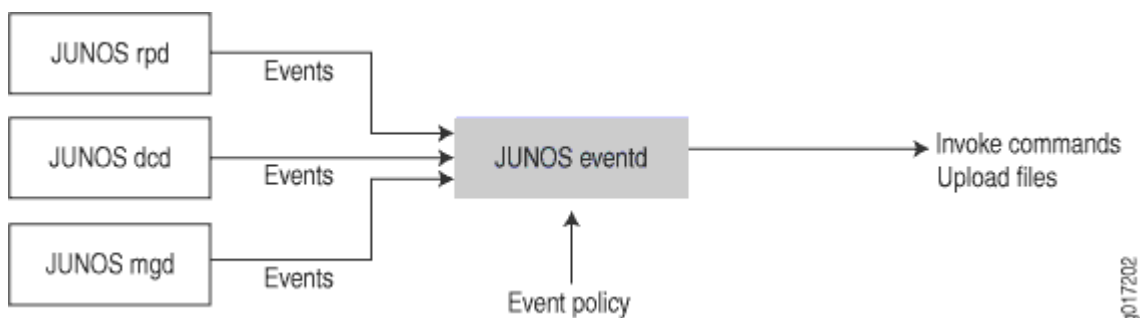 JUNOS rpd
Events
JUNOS dcd
Events
JUNOS mgd
Events
JUNOS eventd
Event policy
Invoke commands
Upload files
g017202